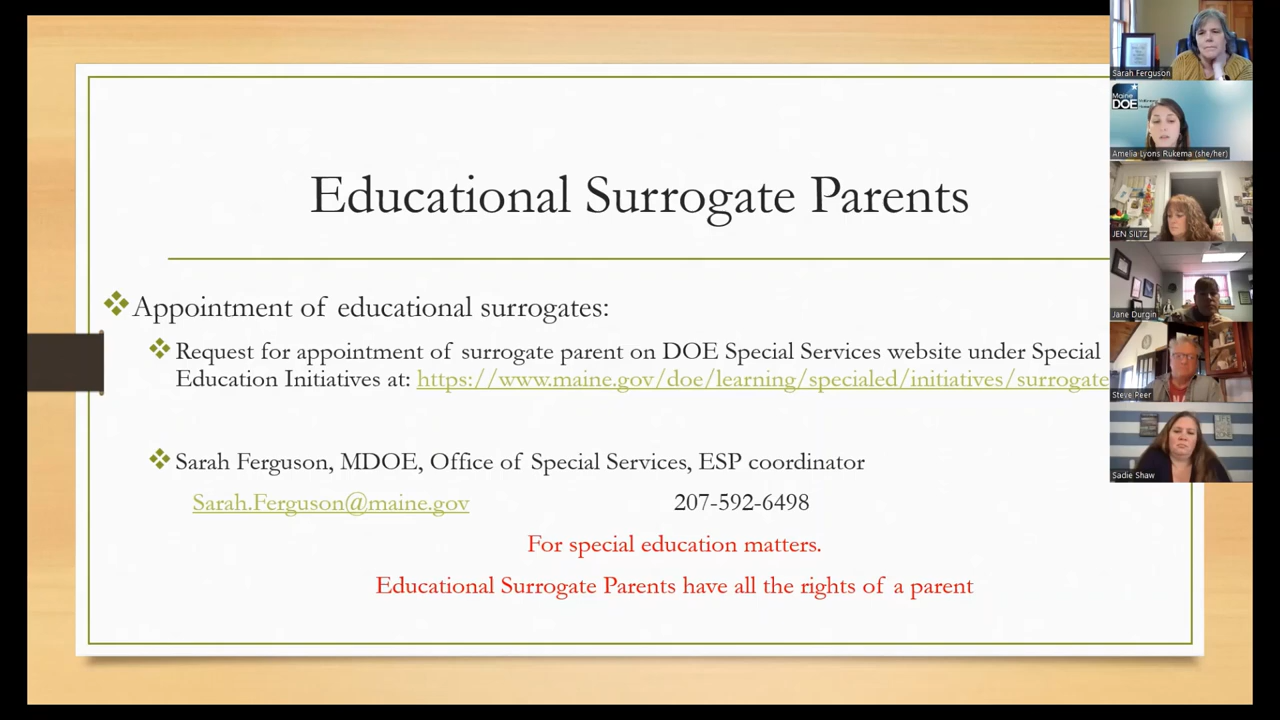 Educational Surrogate Parents
Appointment of educational surrogates:
Request for appointment of surrogate parent on DOE Special Services website under Special
Education Initiatives at: https://www.maine.gov/doe/learning/specialed/initiatives/surrogate
Sarah Ferguson, MDOE, Office of Special Services, ESP coordinator
Sarah.Ferguson@maine.gov 207-592-6498
For special education matters.
Educational Surrogate Parents have all the rights of a parent
Sarah Ferguson
Maine
DOE
Amelia Lyons Rukema (she/her)
JEN SILTZ
Jane Durgin
Steve Peer
Sadie Shaw